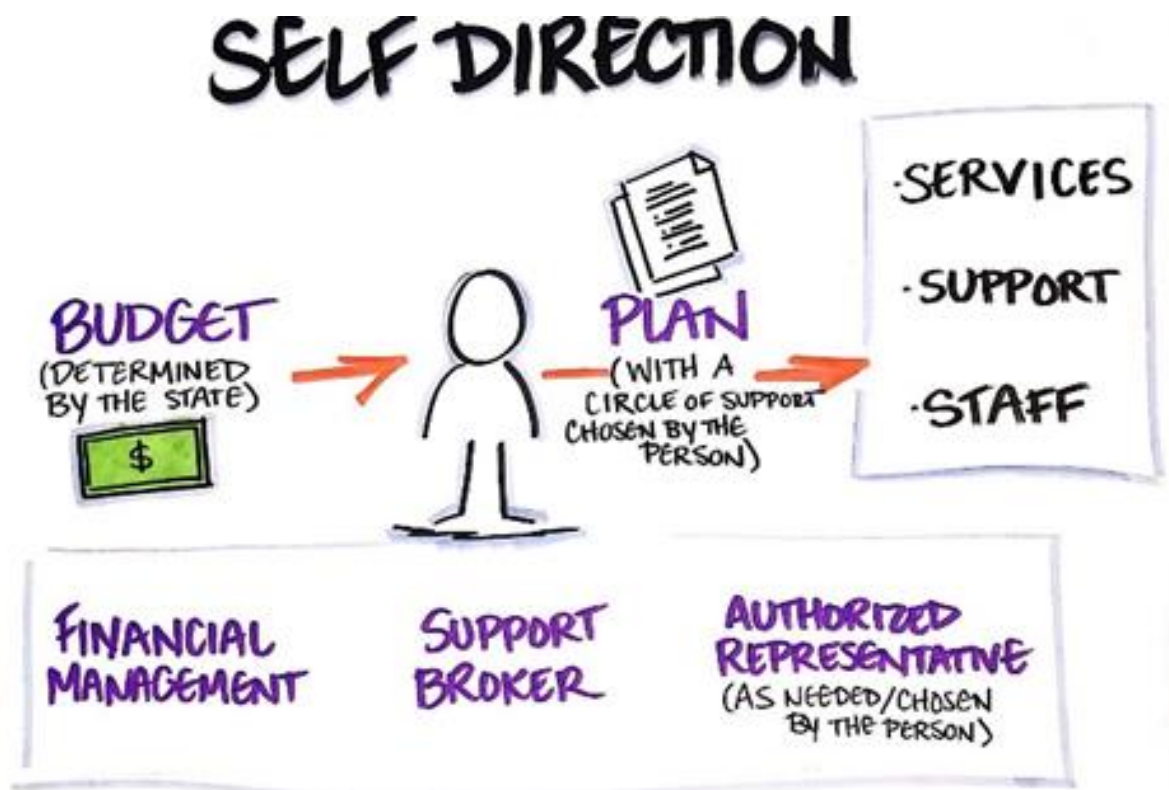 SELF DIRECTION
BUDGET
(DETERMINED
BY THE STATE)
$
PLAN
(WITH A
CIRCLE OF SUPPORT
CHOSEN BY THE
PERSON)
·SERVICES
·SUPPORT
·STAFF
FINANCIAL
MANAGEMENT
SUPPORT
BROKER
AUTHORIZED
REPRESENTATIVE
(AS NEEDED/CHOSEN
BY THE PERSON)